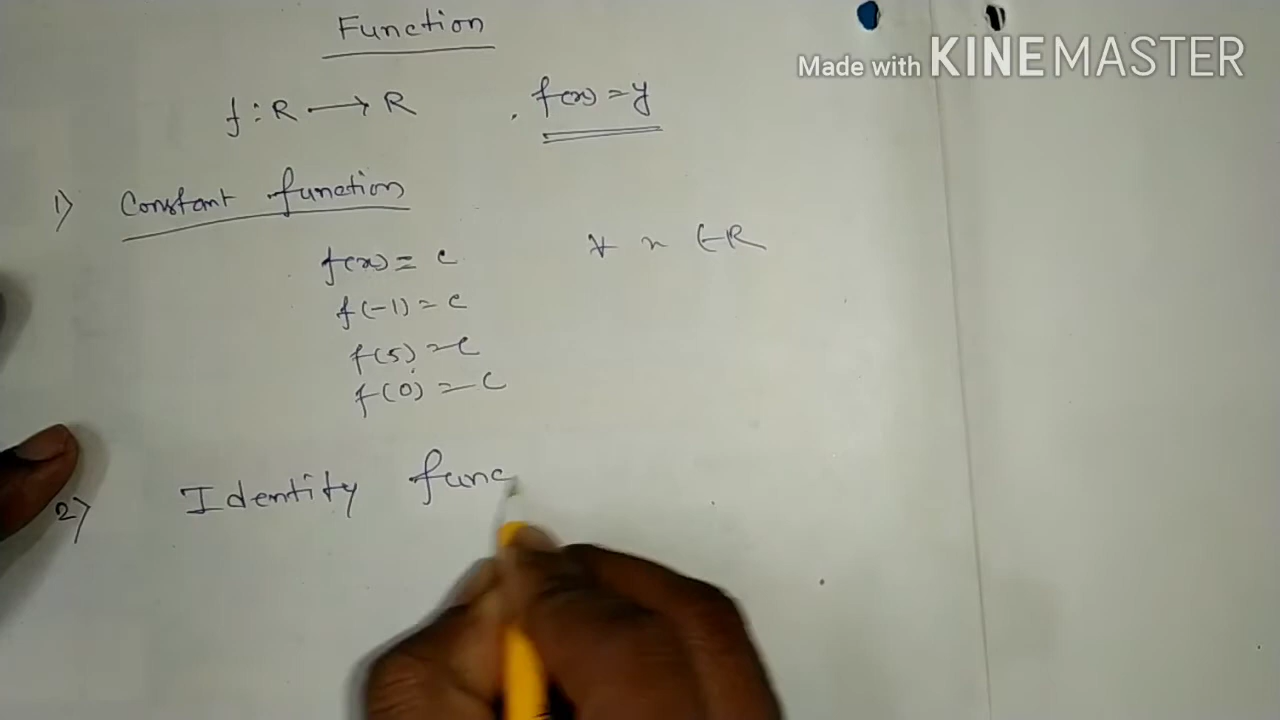 Function
Made with KINEMASTER
f : R → R . f(x) = y
1) Constant function
f(x) = c ∀ x ∈ R
f(-1) = c
f(5) = c
f(0) = c
2) Identity func